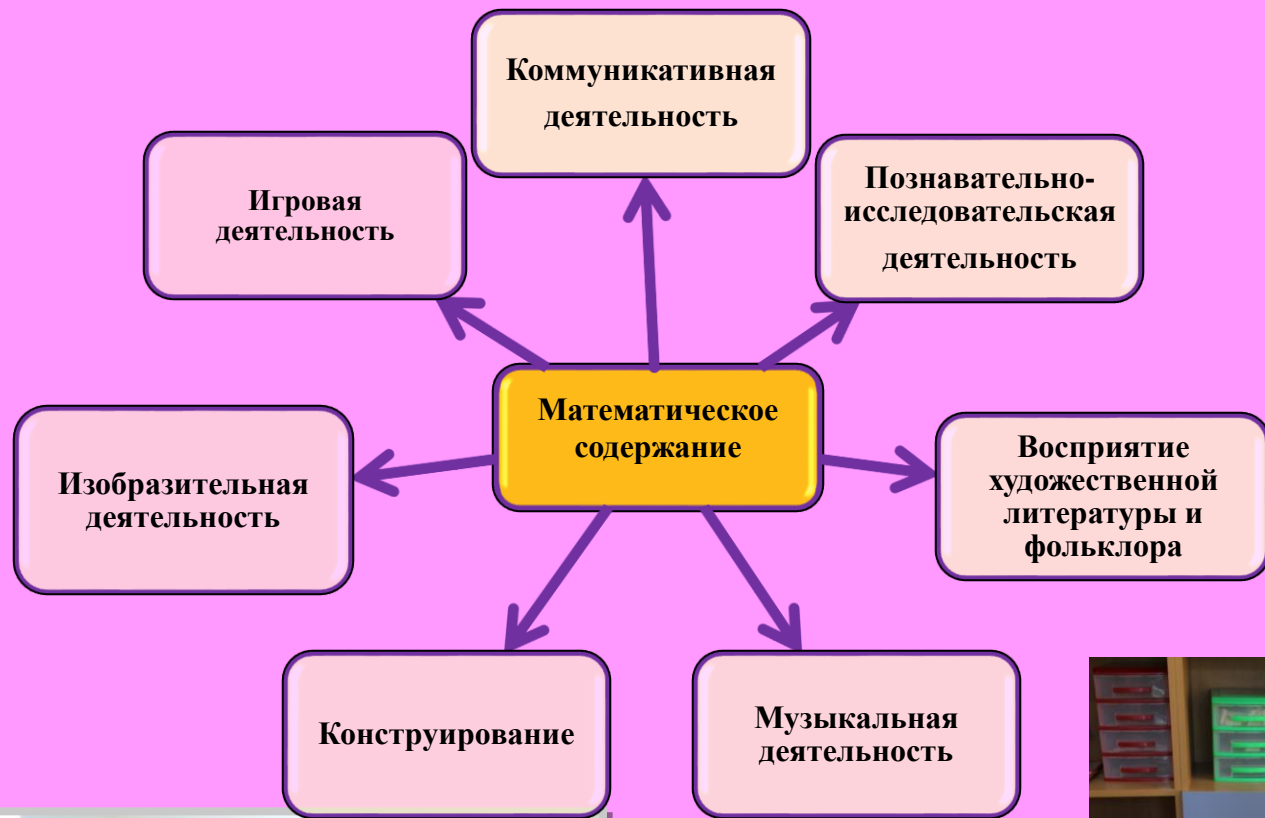 Коммуникативная
деятельность
Игровая
деятельность
Познавательно-
исследовательская
деятельность
Математическое
содержание
Изобразительная
деятельность
Восприятие
художественной
литературы и
фольклора
Конструирование
Музыкальная
деятельность